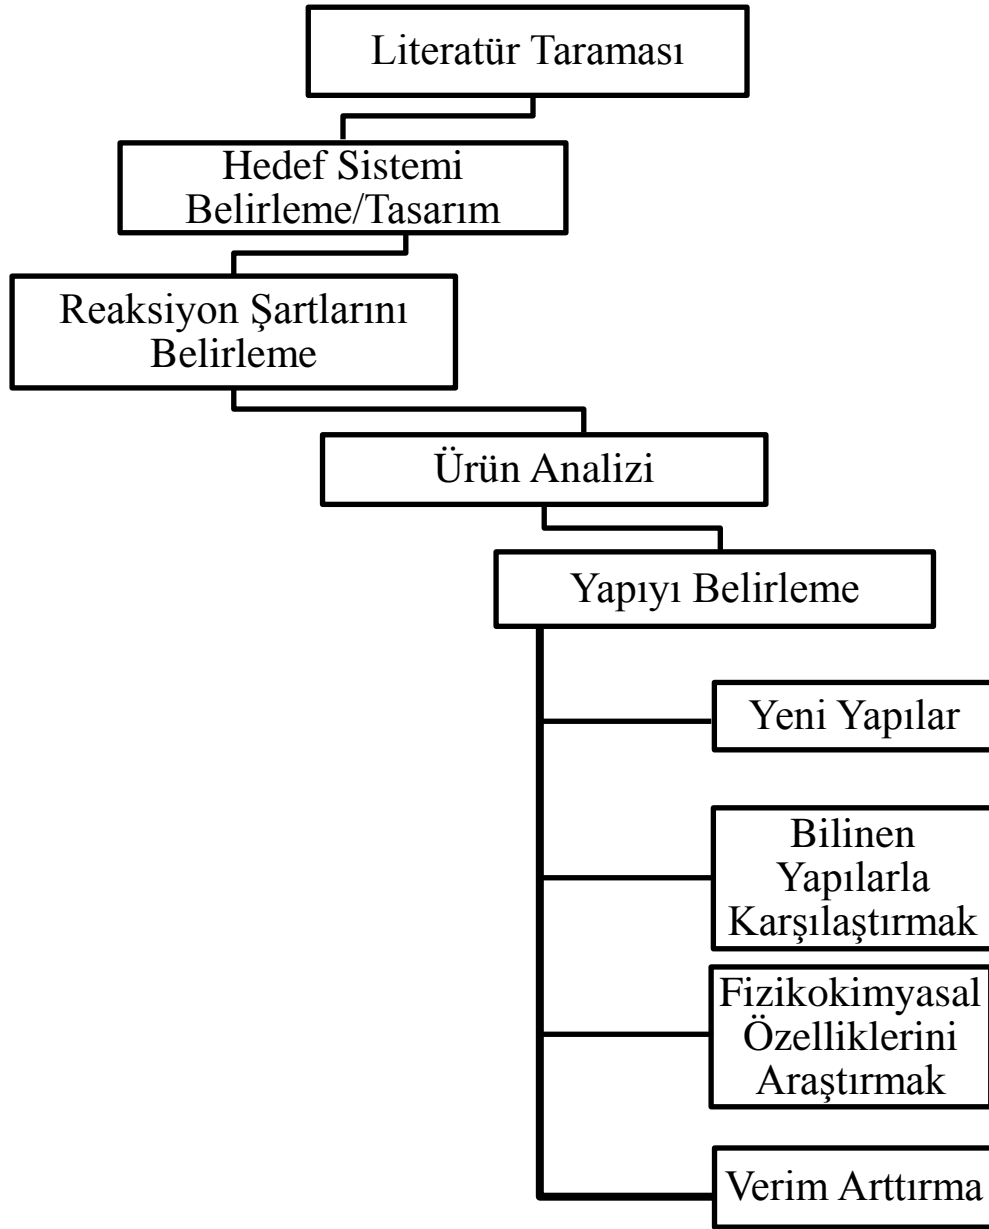 Literatür Taraması
Hedef Sistemi
Belirleme/Tasarım
Reaksiyon Şartlarını
Belirleme
Ürün Analizi
Yapıyı Belirleme
Yeni Yapılar
Bilinen
Yapılarla
Karşılaştırmak
Fizikokimyasal
Özelliklerini
Araştırmak
Verim Arttırma